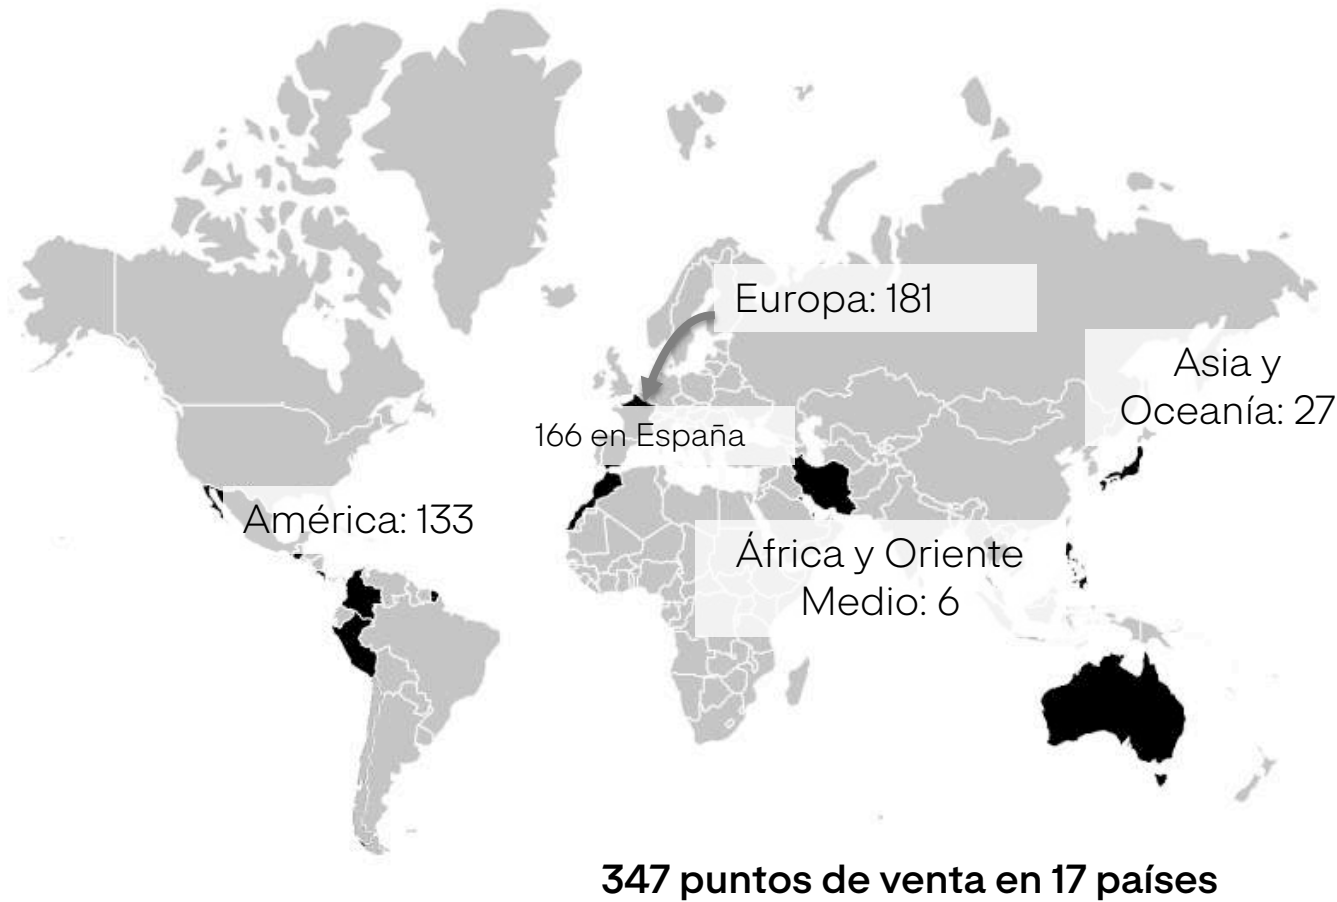 Europa: 181
Asia y
Oceanía: 27
166 en España
América: 133
África y Oriente
Medio: 6
347 puntos de venta en 17 países